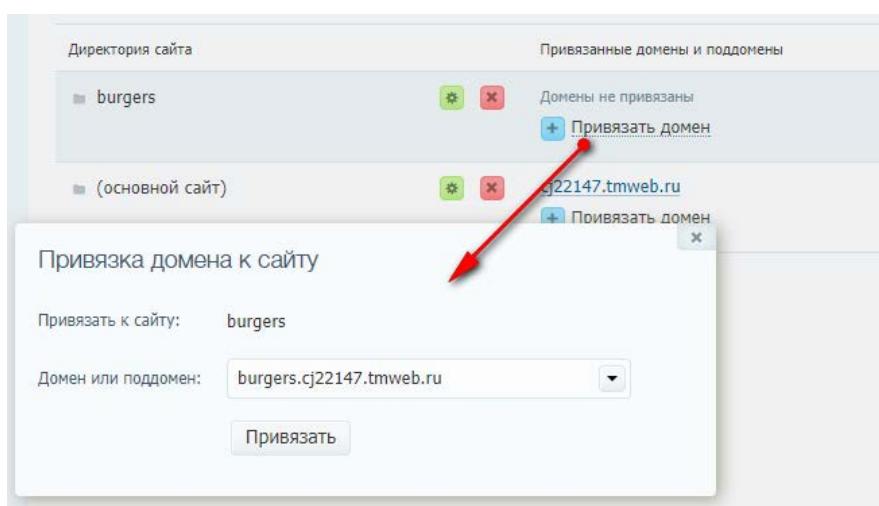 Директория сайта
Привязанные домены и поддомены
burgers
Домены не привязаны
Привязать домен
(основной сайт)
cj22147.tmweb.ru
Привязать домен
Привязка домена к сайту
Привязать к сайту: burgers
Домен или поддомен: burgers.cj22147.tmweb.ru
Привязать